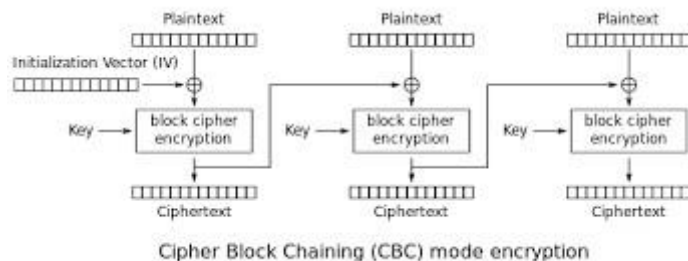 Plaintext
Plaintext
Plaintext
Initialization Vector (IV)
Key
block cipher
encryption
Key
block cipher
encryption
Key
block cipher
encryption
Ciphertext
Ciphertext
Ciphertext
Cipher Block Chaining (CBC) mode encryption